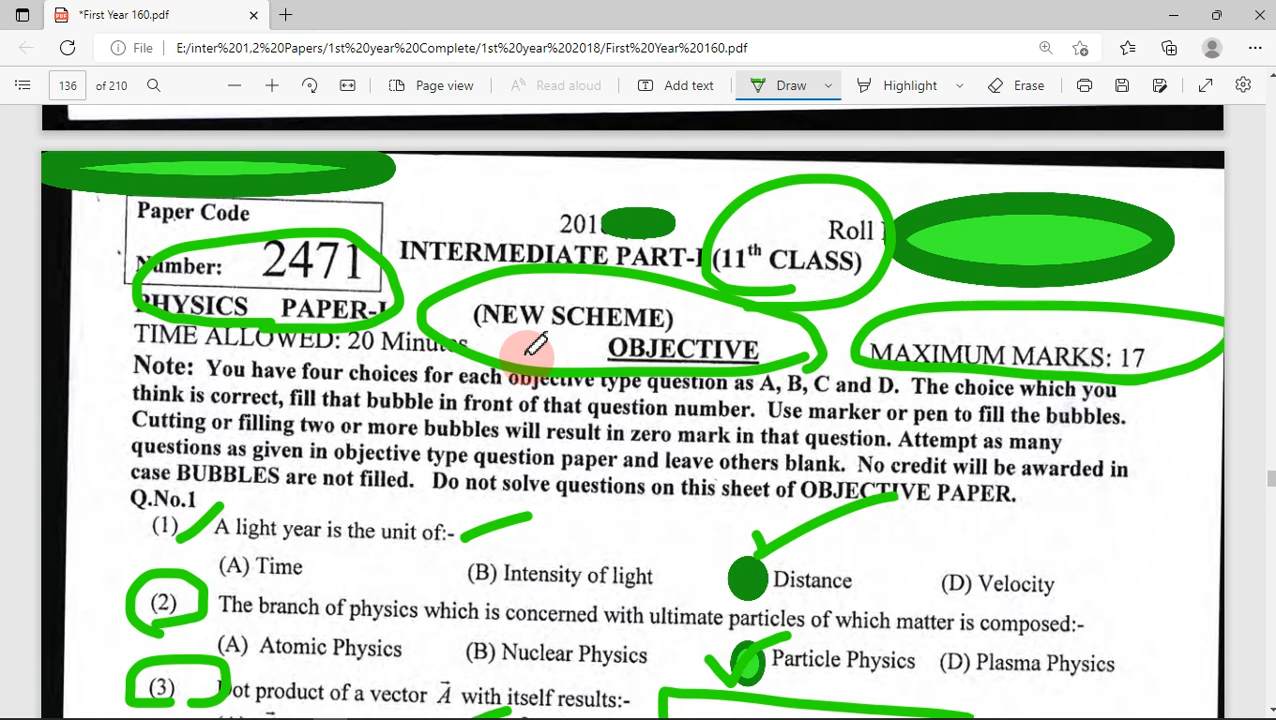 *First Year 160.pdf
File E:/inter%201,2%20Papers/1st%20year%20Complete/1st%20year%202018/First%20Year%20160.pdf
136 of 210 Page view Read aloud Add text Draw Highlight Erase
Paper Code
Number: 2471
201
Roll
INTERMEDIATE PART-I (11th CLASS)
PHYSICS PAPER-I
(NEW SCHEME)
TIME ALLOWED: 20 Minutes
OBJECTIVE
MAXIMUM MARKS: 17
Note: You have four choices for each objective type question as A, B, C and D. The choice which you
think is correct, fill that bubble in front of that question number. Use marker or pen to fill the bubbles.
Cutting or filling two or more bubbles will result in zero mark in that question. Attempt as many
questions as given in objective type question paper and leave others blank. No credit will be awarded in
case BUBBLES are not filled. Do not solve questions on this sheet of OBJECTIVE PAPER.
Q.No.1
(1) A light year is the unit of:-
(A) Time (B) Intensity of light Distance (D) Velocity
(2) The branch of physics which is concerned with ultimate particles of which matter is composed:-
(A) Atomic Physics (B) Nuclear Physics Particle Physics (D) Plasma Physics
(3) Dot product of a vector A⃗ with itself results:-